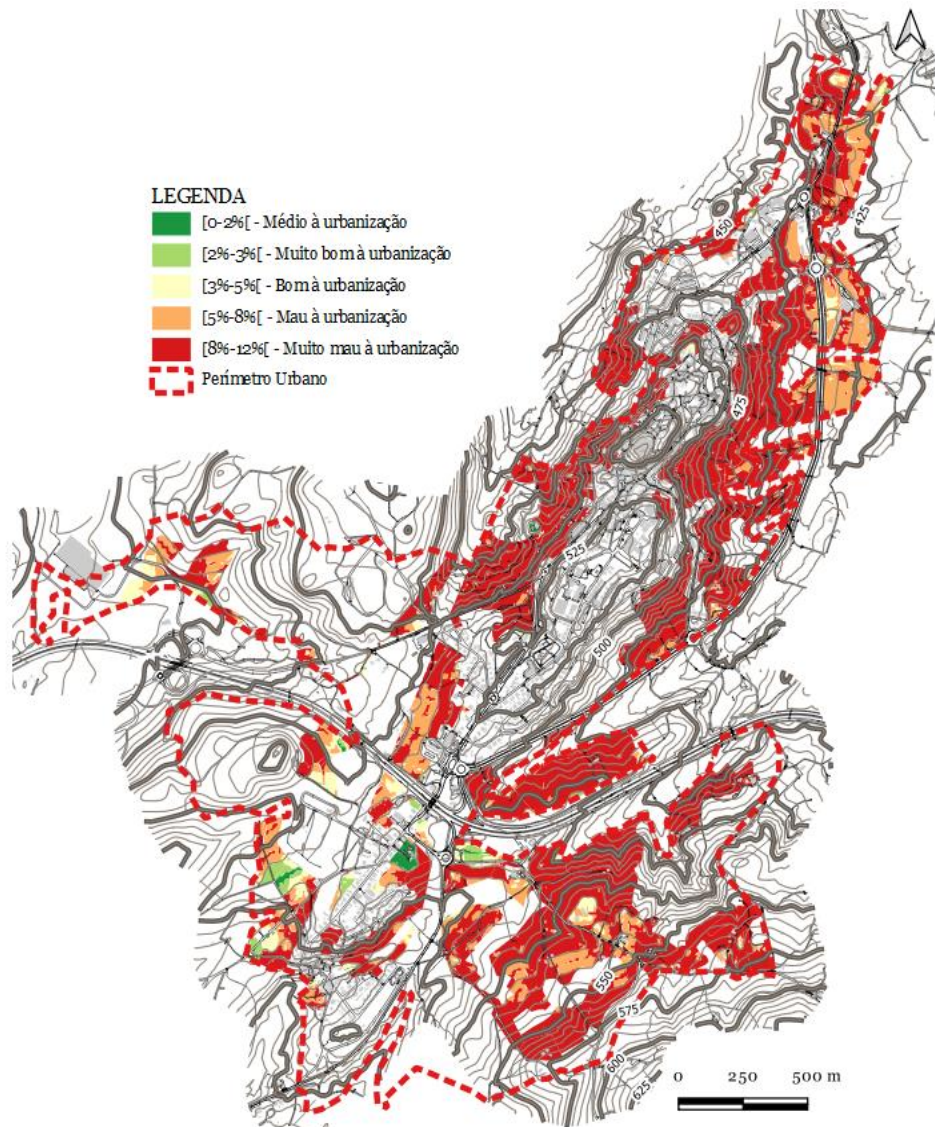 LEGENDA
[0-2%[ - Médio à urbanização
[2%-3%[ - Muito bom à urbanização
[3%-5%[ - Bom à urbanização
[5%-8%[ - Mau à urbanização
[8%-12%[ - Muito mau à urbanização
Perímetro Urbano
450
425
475
525
500
550
575
600
625
0 250 500 m